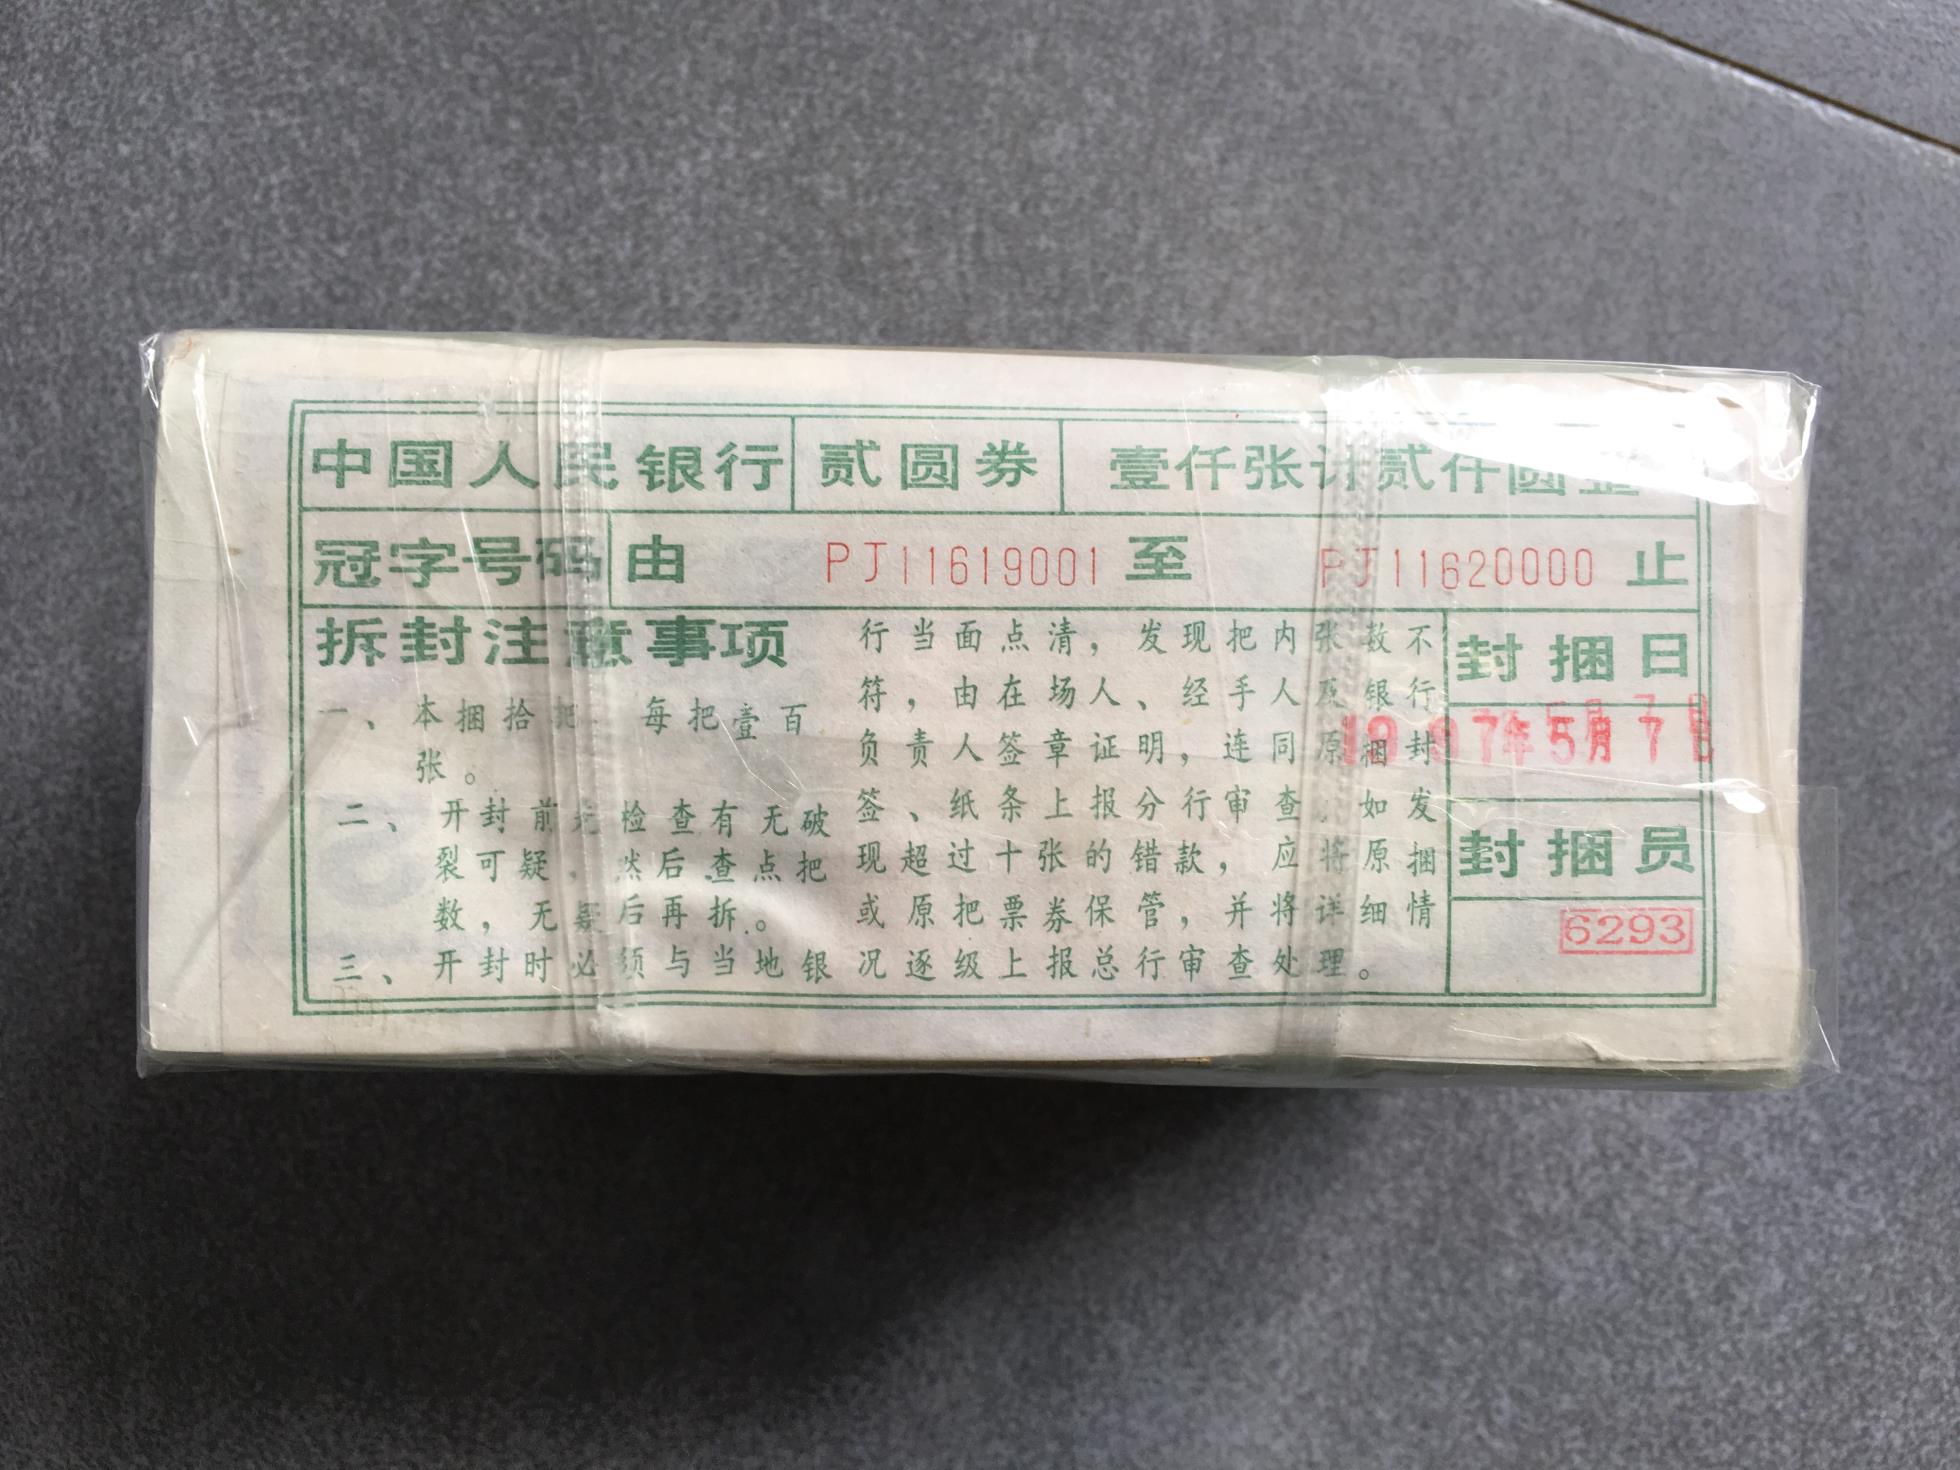 中国人民银行 贰圆券 壹仟张计贰仟圆整
冠字号码 由 PJ11619001 至 PJ11620000 止
拆封注意事项
一、本捆拾把 每把壹百
张。
二、开封前先检查有无破
裂可疑，然后查点把
数，无疑后再拆。
三、开封时必须与当地银
行当面点清，发现把内张数不
符，由在场人、经手人及银行
负责人签章证明，连同原捆封
签、纸条上报分行审查，如发
现超过十张的错款，应将原捆
或原把票券保管，并将详细情
况逐级上报总行审查处理。
封捆日
1997年5月7日
封捆员
6293